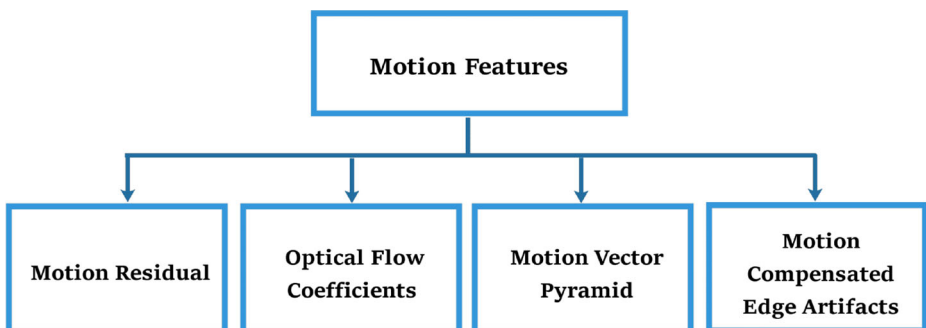 Motion Features
Motion Residual
Optical Flow
Coefficients
Motion Vector
Pyramid
Motion
Compensated
Edge Artifacts